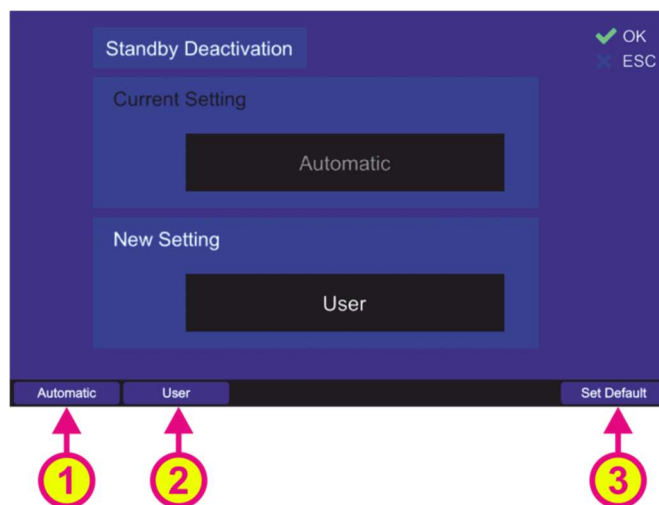 Standby Deactivation
OK
ESC
Current Setting
Automatic
New Setting
User
Automatic
User
Set Default
1
2
3